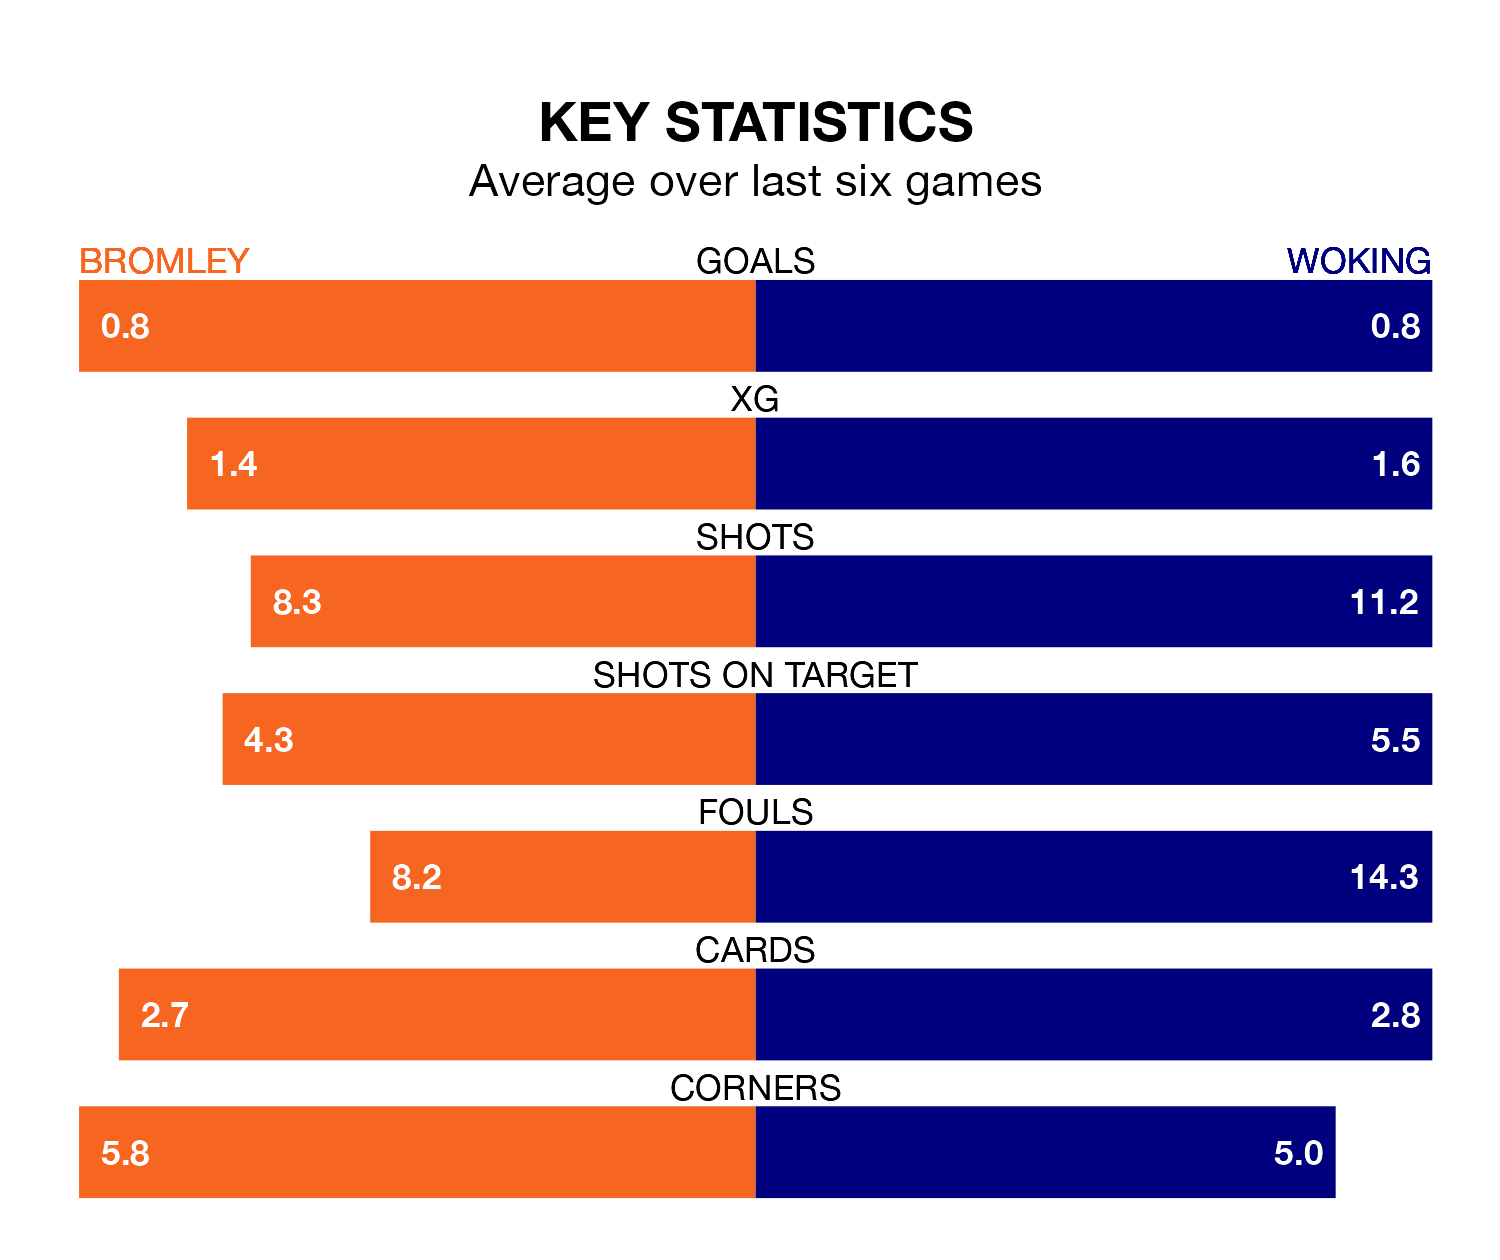 KEY STATISTICS
Average over last six games
BROMLEY GOALS WOKING
0.8 0.8
XG
1.4 1.6
SHOTS
8.3 11.2
SHOTS ON TARGET
4.3 5.5
FOULS
8.2 14.3
CARDS
2.7 2.8
CORNERS
5.8 5.0